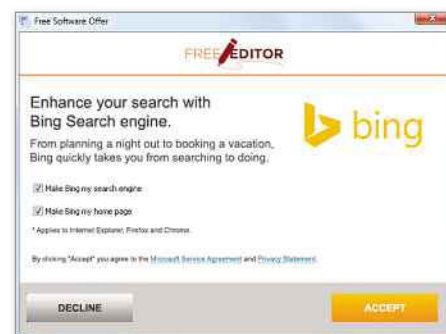 Free Software Offer
FREE EDITOR
Enhance your search with
Bing Search engine.
bing
From planning a night out to booking a vacation,
Bing quickly takes you from searching to doing.
Make Bing my search engine
Make Bing my home page
* Applies to Internet Explorer, Firefox and Chrome.
By clicking "Accept" you agree to the Microsoft Service Agreement and Privacy Statement.
DECLINE
ACCEPT